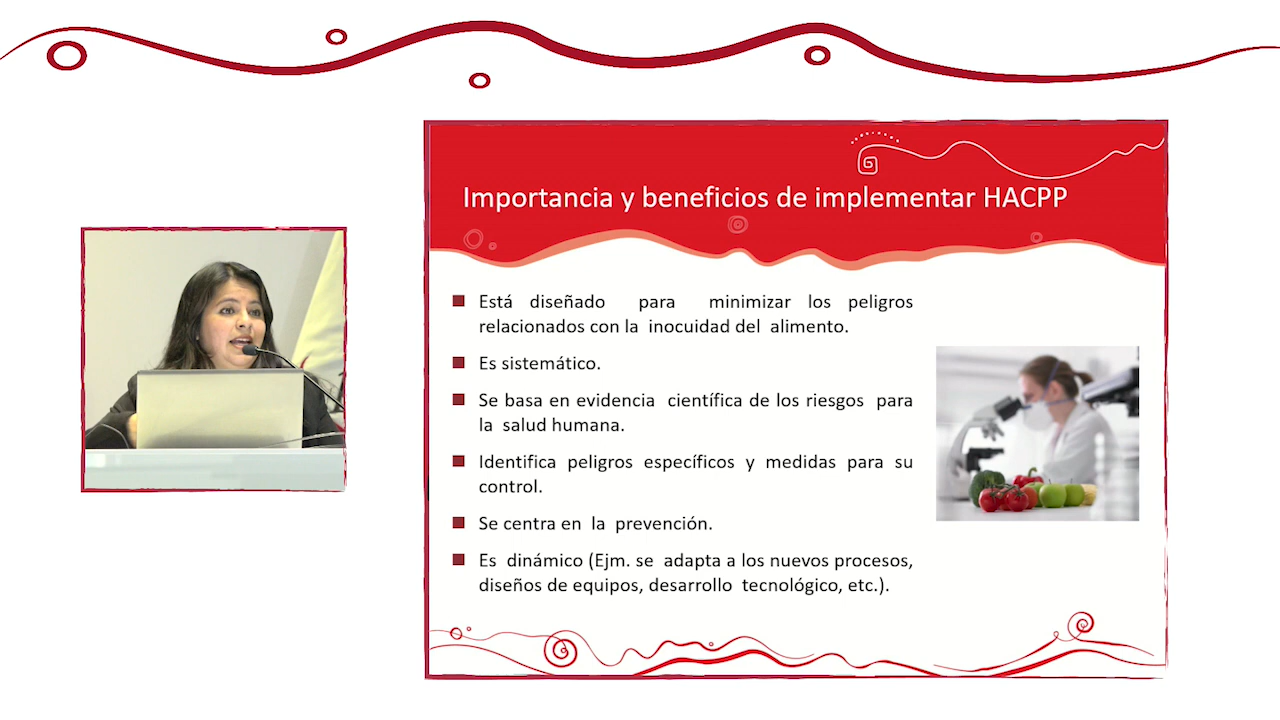 Importancia y beneficios de implementar HACPP
Está diseñado para minimizar los peligros
relacionados con la inocuidad del alimento.
Es sistemático.
Se basa en evidencia científica de los riesgos para
la salud humana.
Identifica peligros específicos y medidas para su
control.
Se centra en la prevención.
Es dinámico (Ejm. se adapta a los nuevos procesos,
diseños de equipos, desarrollo tecnológico, etc.).